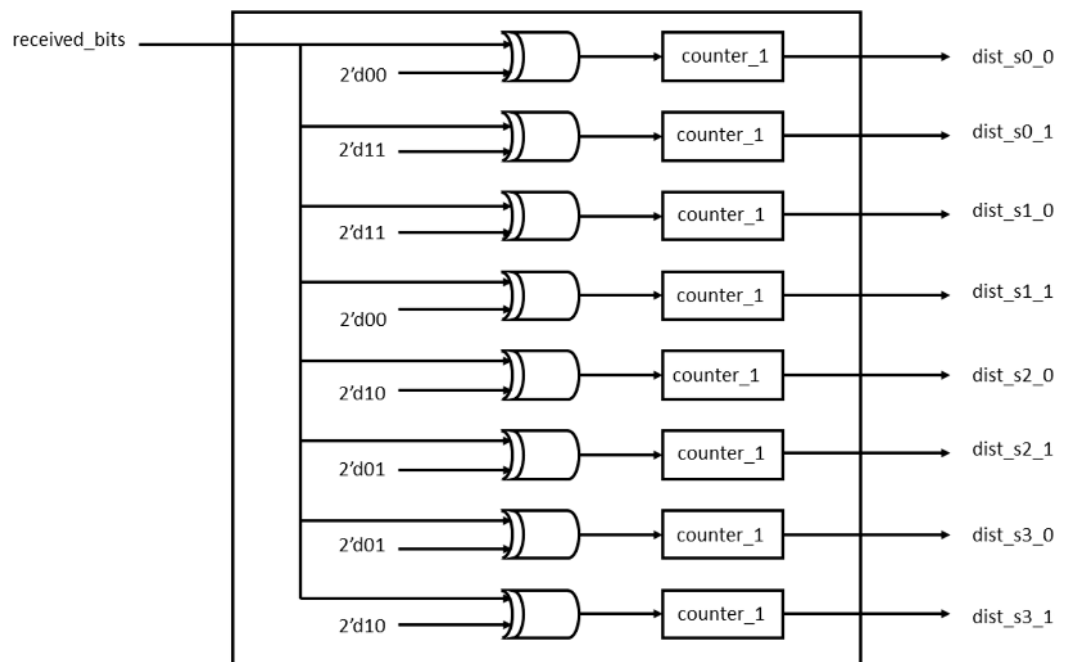 received_bits
2'd00
counter_1
dist_s0_0
2'd11
counter_1
dist_s0_1
2'd11
counter_1
dist_s1_0
2'd00
counter_1
dist_s1_1
2'd10
counter_1
dist_s2_0
2'd01
counter_1
dist_s2_1
2'd01
counter_1
dist_s3_0
2'd10
counter_1
dist_s3_1